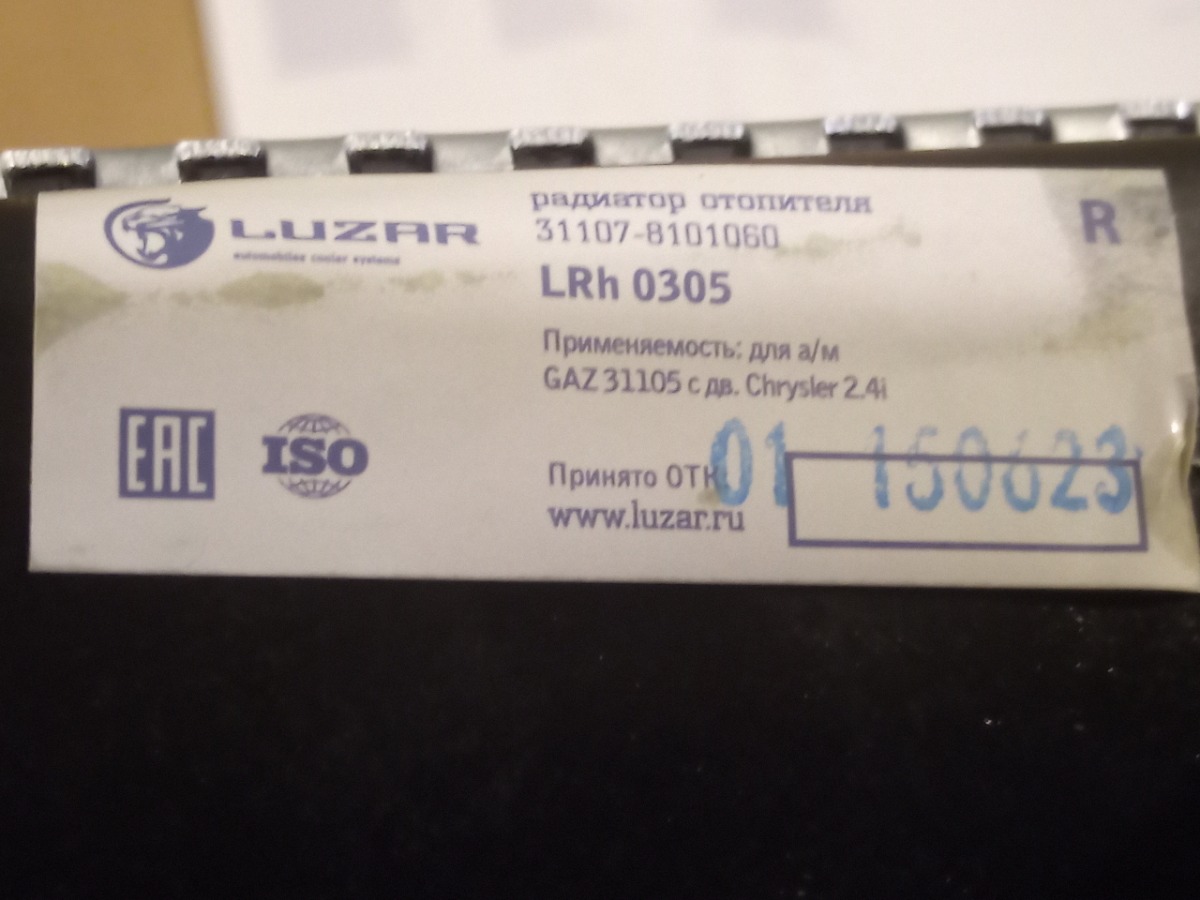 LUZAR
automobiles cooler systems
радиатор отопителя
31107-8101060
R
LRh 0305
Применяемость: для а/м
GAZ 31105 с дв. Chrysler 2.4i
EAC
ISO
Принято ОТК
01 150623
www.luzar.ru